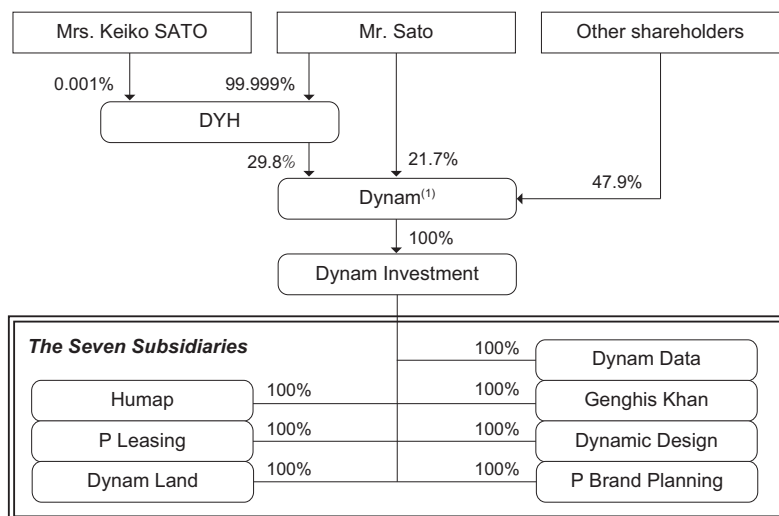 Mrs. Keiko SATO
Mr. Sato
Other shareholders
0.001%
99.999%
DYH
29.8%
21.7%
47.9%
Dynam(1)
100%
Dynam Investment
The Seven Subsidiaries
100%
Dynam Data
Humap
100%
100%
Genghis Khan
P Leasing
100%
100%
Dynamic Design
Dynam Land
100%
100%
P Brand Planning